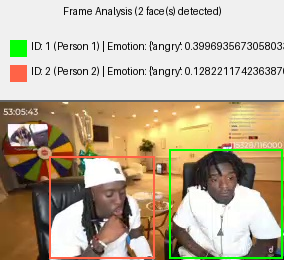 Frame Analysis (2 face(s) detected)
ID: 1 (Person 1) | Emotion: {'angry': 0.399693567305803
ID: 2 (Person 2) | Emotion: {'angry': 0.128221174236387
53:05:43